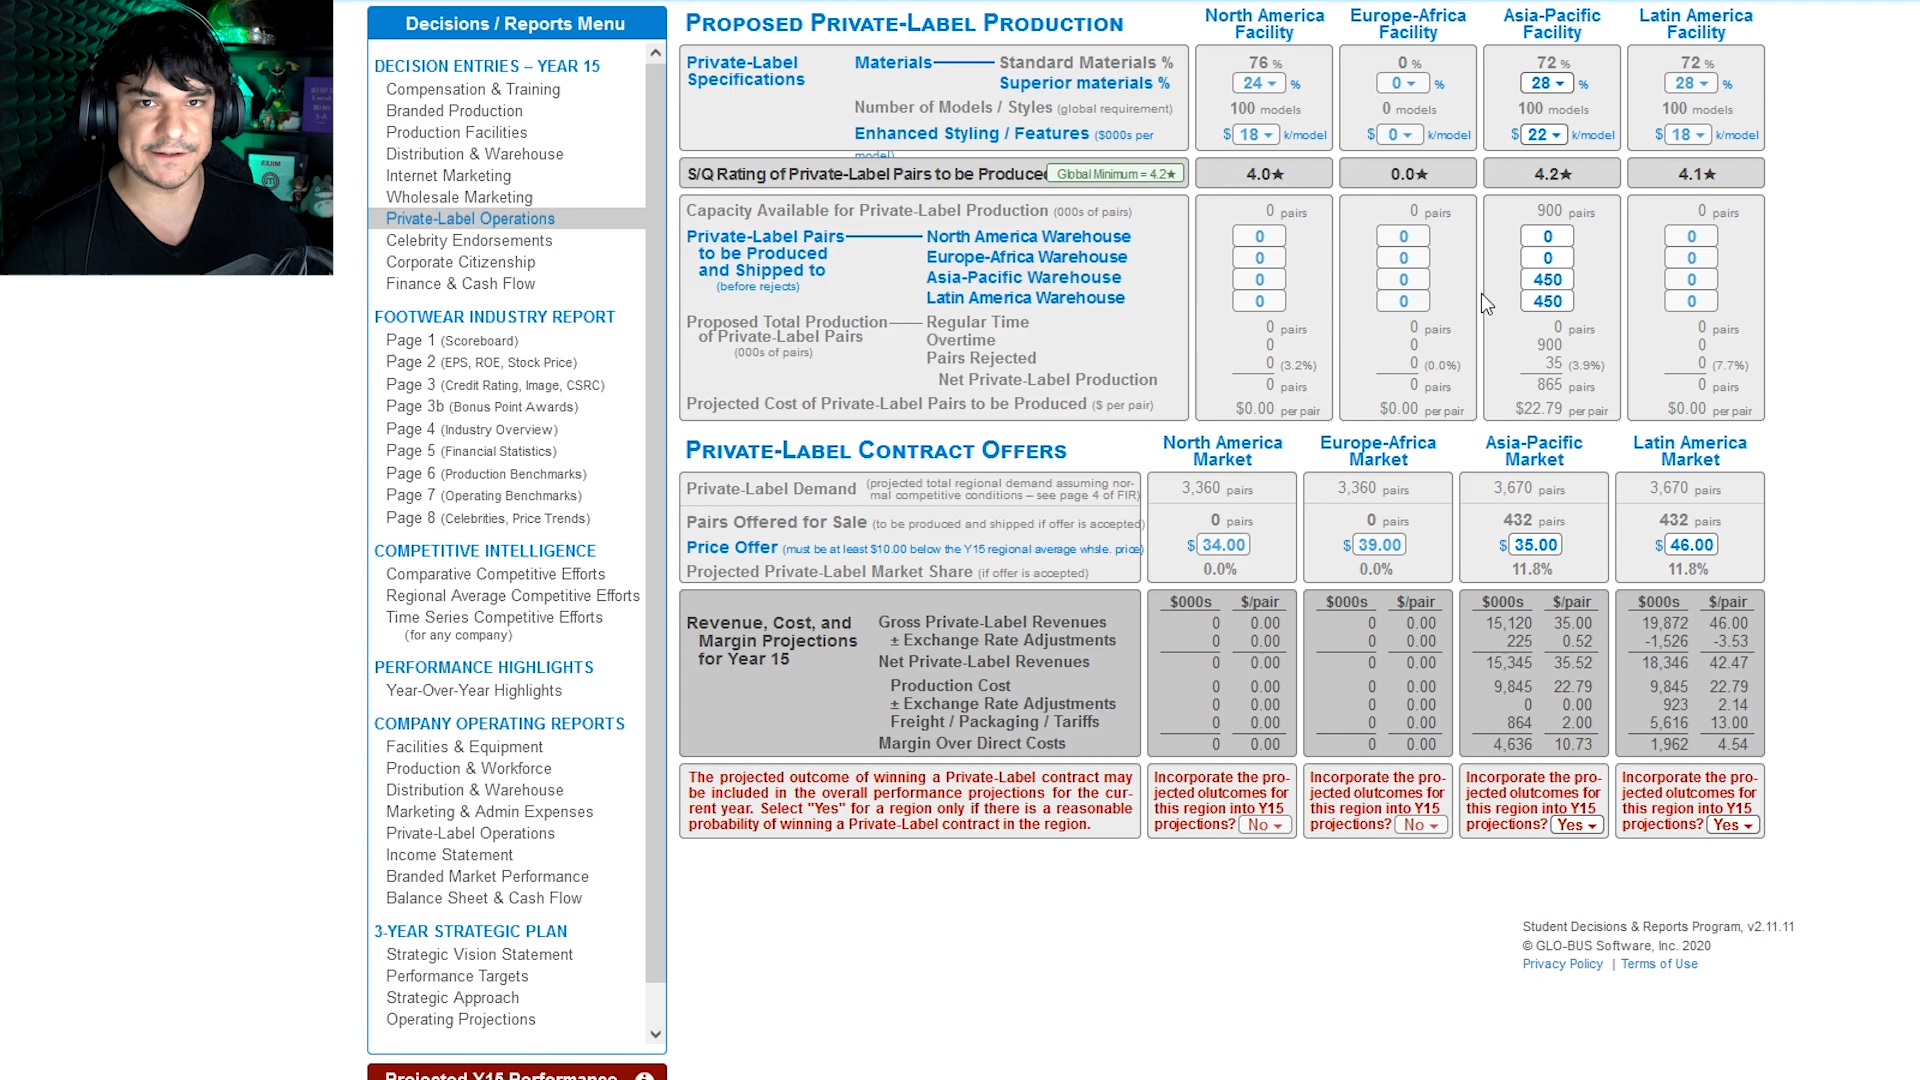 Decisions / Reports Menu
DECISION ENTRIES – YEAR 15
Compensation & Training
Branded Production
Production Facilities
Distribution & Warehouse
Internet Marketing
Wholesale Marketing
Private-Label Operations
Celebrity Endorsements
Corporate Citizenship
Finance & Cash Flow
FOOTWEAR INDUSTRY REPORT
Page 1 (Scoreboard)
Page 2 (EPS, ROE, Stock Price)
Page 3 (Credit Rating, Image, CSRC)
Page 3b (Bonus Point Awards)
Page 4 (Industry Overview)
Page 5 (Financial Statistics)
Page 6 (Production Benchmarks)
Page 7 (Operating Benchmarks)
Page 8 (Celebrities, Price Trends)
COMPETITIVE INTELLIGENCE
Comparative Competitive Efforts
Regional Average Competitive Efforts
Time Series Competitive Efforts
(for any company)
PERFORMANCE HIGHLIGHTS
Year-Over-Year Highlights
COMPANY OPERATING REPORTS
Facilities & Equipment
Production & Workforce
Distribution & Warehouse
Marketing & Admin Expenses
Private-Label Operations
Income Statement
Branded Market Performance
Balance Sheet & Cash Flow
3-YEAR STRATEGIC PLAN
Strategic Vision Statement
Performance Targets
Strategic Approach
Operating Projections
Projected Y15 Performance
PROPOSED PRIVATE-LABEL PRODUCTION
North America Facility Europe-Africa Facility Asia-Pacific Facility Latin America Facility
Private-Label Specifications Materials Standard Materials % 76 % 0 % 72 % 72 %
Superior materials % 24 % 0 % 28 % 28 %
Number of Models / Styles (global requirement) 100 models 0 models 100 models 100 models
Enhanced Styling / Features ($000s per model) $ 18 k/model $ 0 k/model $ 22 k/model $ 18 k/model
S/Q Rating of Private-Label Pairs to be Produced Global Minimum = 4.2★ 4.0★ 0.0★ 4.2★ 4.1★
Capacity Available for Private-Label Production (000s of pairs) 0 pairs 0 pairs 900 pairs 0 pairs
Private-Label Pairs North America Warehouse 0 0 0 0
to be Produced Europe-Africa Warehouse 0 0 0 0
and Shipped to Asia-Pacific Warehouse 0 0 450 0
(before rejects) Latin America Warehouse 0 0 450 0
Proposed Total Production Regular Time 0 pairs 0 pairs 0 pairs 0 pairs
of Private-Label Pairs Overtime 0 0 900 0
(000s of pairs) Pairs Rejected 0 (3.2%) 0 (0.0%) 35 (3.9%) 0 (7.7%)
Net Private-Label Production 0 pairs 0 pairs 865 pairs 0 pairs
Projected Cost of Private-Label Pairs to be Produced ($ per pair) $0.00 per pair $0.00 per pair $22.79 per pair $0.00 per pair
PRIVATE-LABEL CONTRACT OFFERS
North America Market Europe-Africa Market Asia-Pacific Market Latin America Market
Private-Label Demand (projected total regional demand assuming nor-
mal competitive conditions – see page 4 of FIR) 3,360 pairs 3,360 pairs 3,670 pairs 3,670 pairs
Pairs Offered for Sale (to be produced and shipped if offer is accepted) 0 pairs 0 pairs 432 pairs 432 pairs
Price Offer (must be at least $10.00 below the Y15 regional average whsle. price) $ 34.00 $ 39.00 $ 35.00 $ 46.00
Projected Private-Label Market Share (if offer is accepted) 0.0% 0.0% 11.8% 11.8%
$000s $/pair $000s $/pair $000s $/pair $000s $/pair
Revenue, Cost, and Gross Private-Label Revenues 0 0.00 0 0.00 15,120 35.00 19,872 46.00
Margin Projections ± Exchange Rate Adjustments 225 0.52 -1,526 -3.53
for Year 15 Net Private-Label Revenues 0 0.00 0 0.00 15,345 35.52 18,346 42.47
Production Cost 0 0.00 0 0.00 9,845 22.79 9,845 22.79
± Exchange Rate Adjustments 0 0.00 0 0.00 0 0.00 923 2.14
Freight / Packaging / Tariffs 0 0.00 0 0.00 864 2.00 5,616 13.00
Margin Over Direct Costs 0 0.00 0 0.00 4,636 10.73 1,962 4.54
The projected outcome of winning a Private-Label contract may
be included in the overall performance projections for the cur-
rent year. Select "Yes" for a region only if there is a reasonable
probability of winning a Private-Label contract in the region.
Incorporate the pro-
jected olutcomes for
this region into Y15
projections? No
Incorporate the pro-
jected olutcomes for
this region into Y15
projections? No
Incorporate the pro-
jected olutcomes for
this region into Y15
projections? Yes
Incorporate the pro-
jected olutcomes for
this region into Y15
projections? Yes
Student Decisions & Reports Program, v2.11.11
© GLO-BUS Software, Inc. 2020
Privacy Policy | Terms of Use
MILES